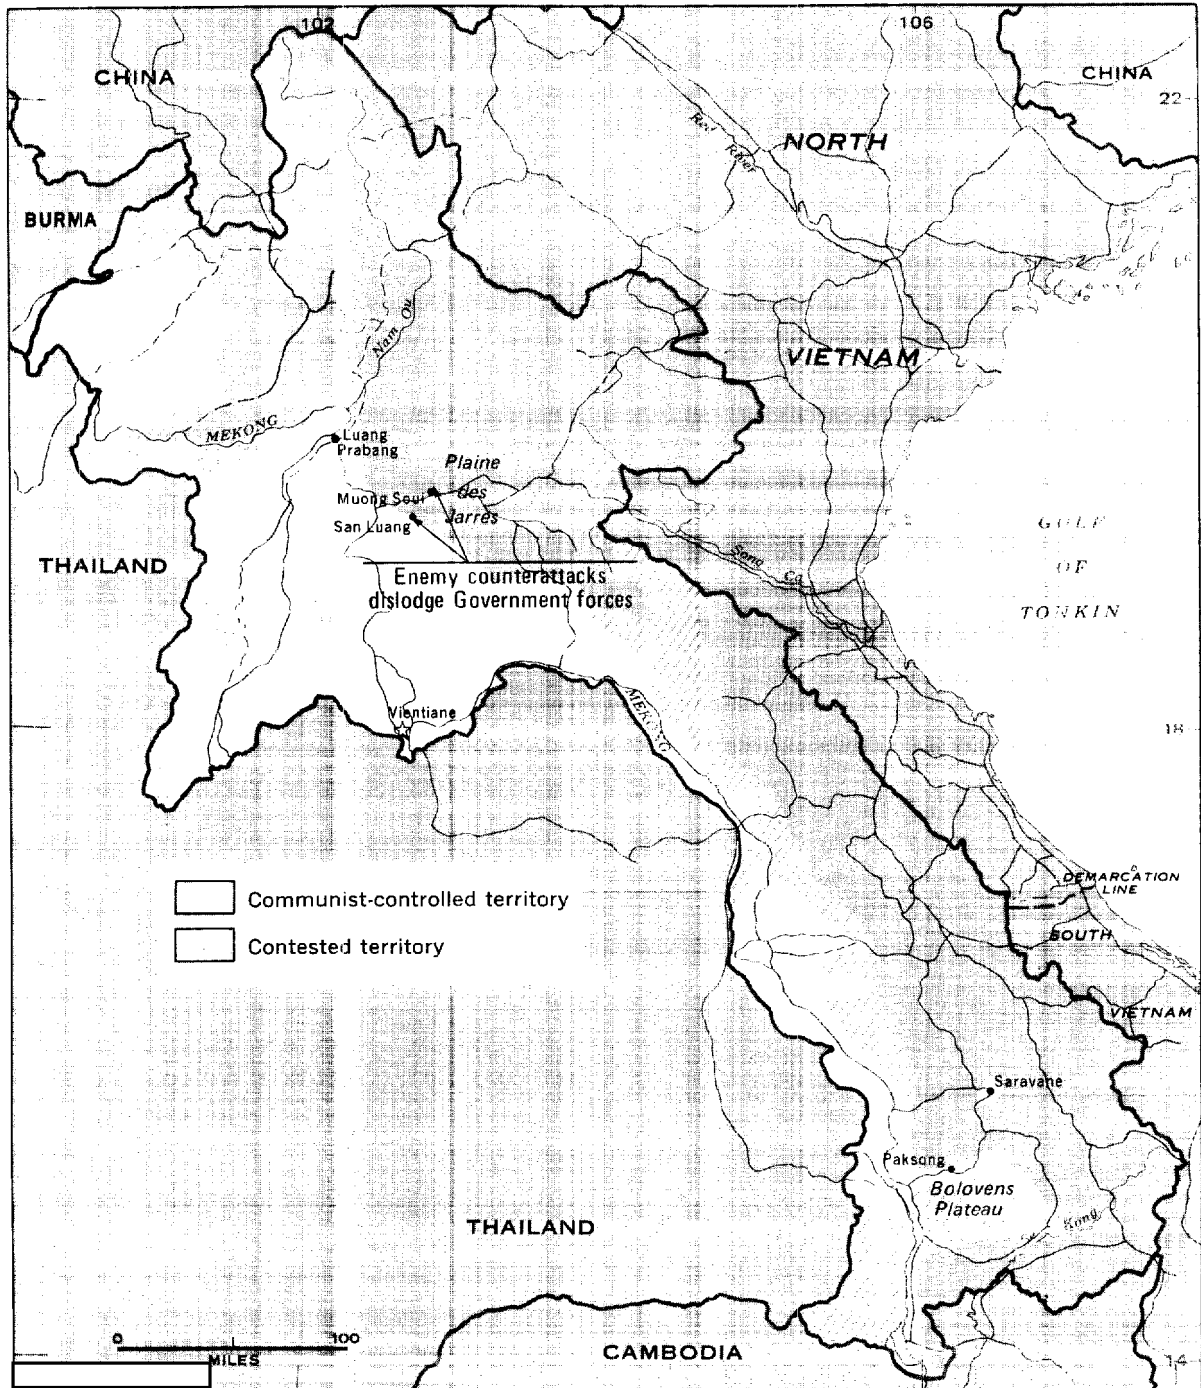 102
106
CHINA
CHINA
22
Red River
NORTH
BURMA
Nam Ou
VIETNAM
MEKONG
Luang
Prabang
Plaine
des
Jarres
Muong Soui
San Luang
THAILAND
GULF
OF
TONKIN
Song Ca
Enemy counterattacks
dislodge Government forces
MEKONG
Vientiane
18
DEMARCATION
LINE
Communist-controlled territory
SOUTH
Contested territory
VIETNAM
Saravane
Paksong
Bolovens
Plateau
Kong
THAILAND
0 100
MILES
CAMBODIA
14